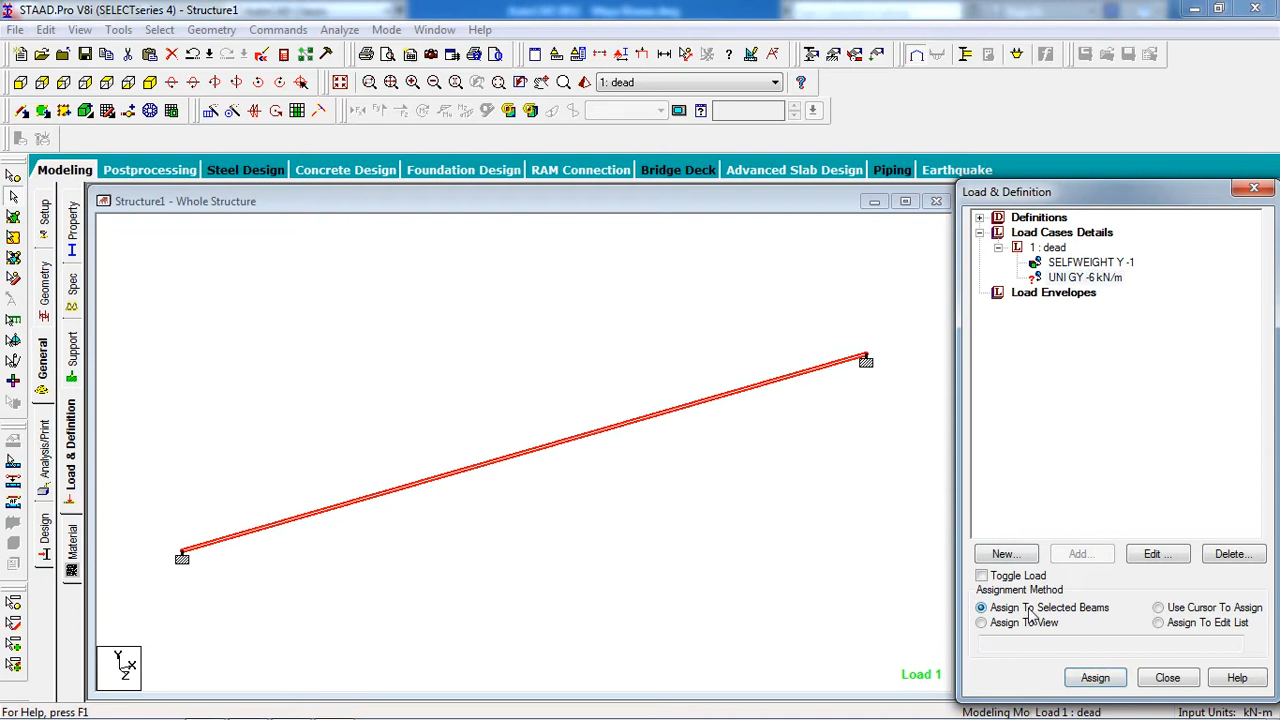 STAAD.Pro V8i (SELECTseries 4) - Structure1
File Edit View Tools Select Geometry Commands Analyze Mode Window Help
1: dead
Modeling Postprocessing Steel Design Concrete Design Foundation Design RAM Connection Bridge Deck Advanced Slab Design Piping Earthquake
Structure1 - Whole Structure
Setup
Geometry
General
Analysis/Print
Design
Property
Spec
Support
Load & Definition
Material
Y
X
Z
Load 1
Load & Definition
Definitions
Load Cases Details
1 : dead
SELFWEIGHT Y -1
UNI GY -6 kN/m
Load Envelopes
New... Add... Edit ... Delete...
Toggle Load
Assignment Method
Assign To Selected Beams Use Cursor To Assign
Assign To View Assign To Edit List
Assign Close Help
For Help, press F1 Modeling Mo Load 1 : dead Input Units: kN-m